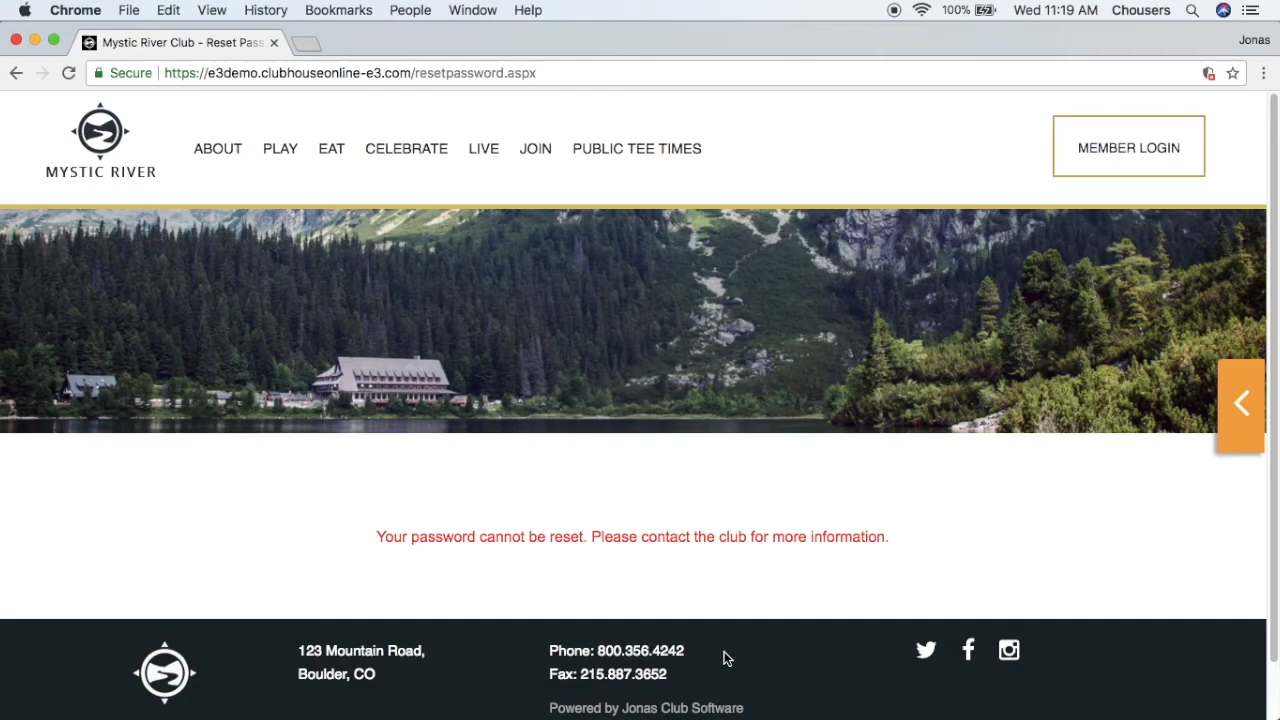 Chrome File Edit View History Bookmarks People Window Help 100% Wed 11:19 AM Chousers
Mystic River Club - Reset Pass Jonas
Secure https://e3demo.clubhouseonline-e3.com/resetpassword.aspx
MYSTIC RIVER
ABOUT PLAY EAT CELEBRATE LIVE JOIN PUBLIC TEE TIMES MEMBER LOGIN
Your password cannot be reset. Please contact the club for more information.
123 Mountain Road,
Boulder, CO
Phone: 800.356.4242
Fax: 215.887.3652
Powered by Jonas Club Software